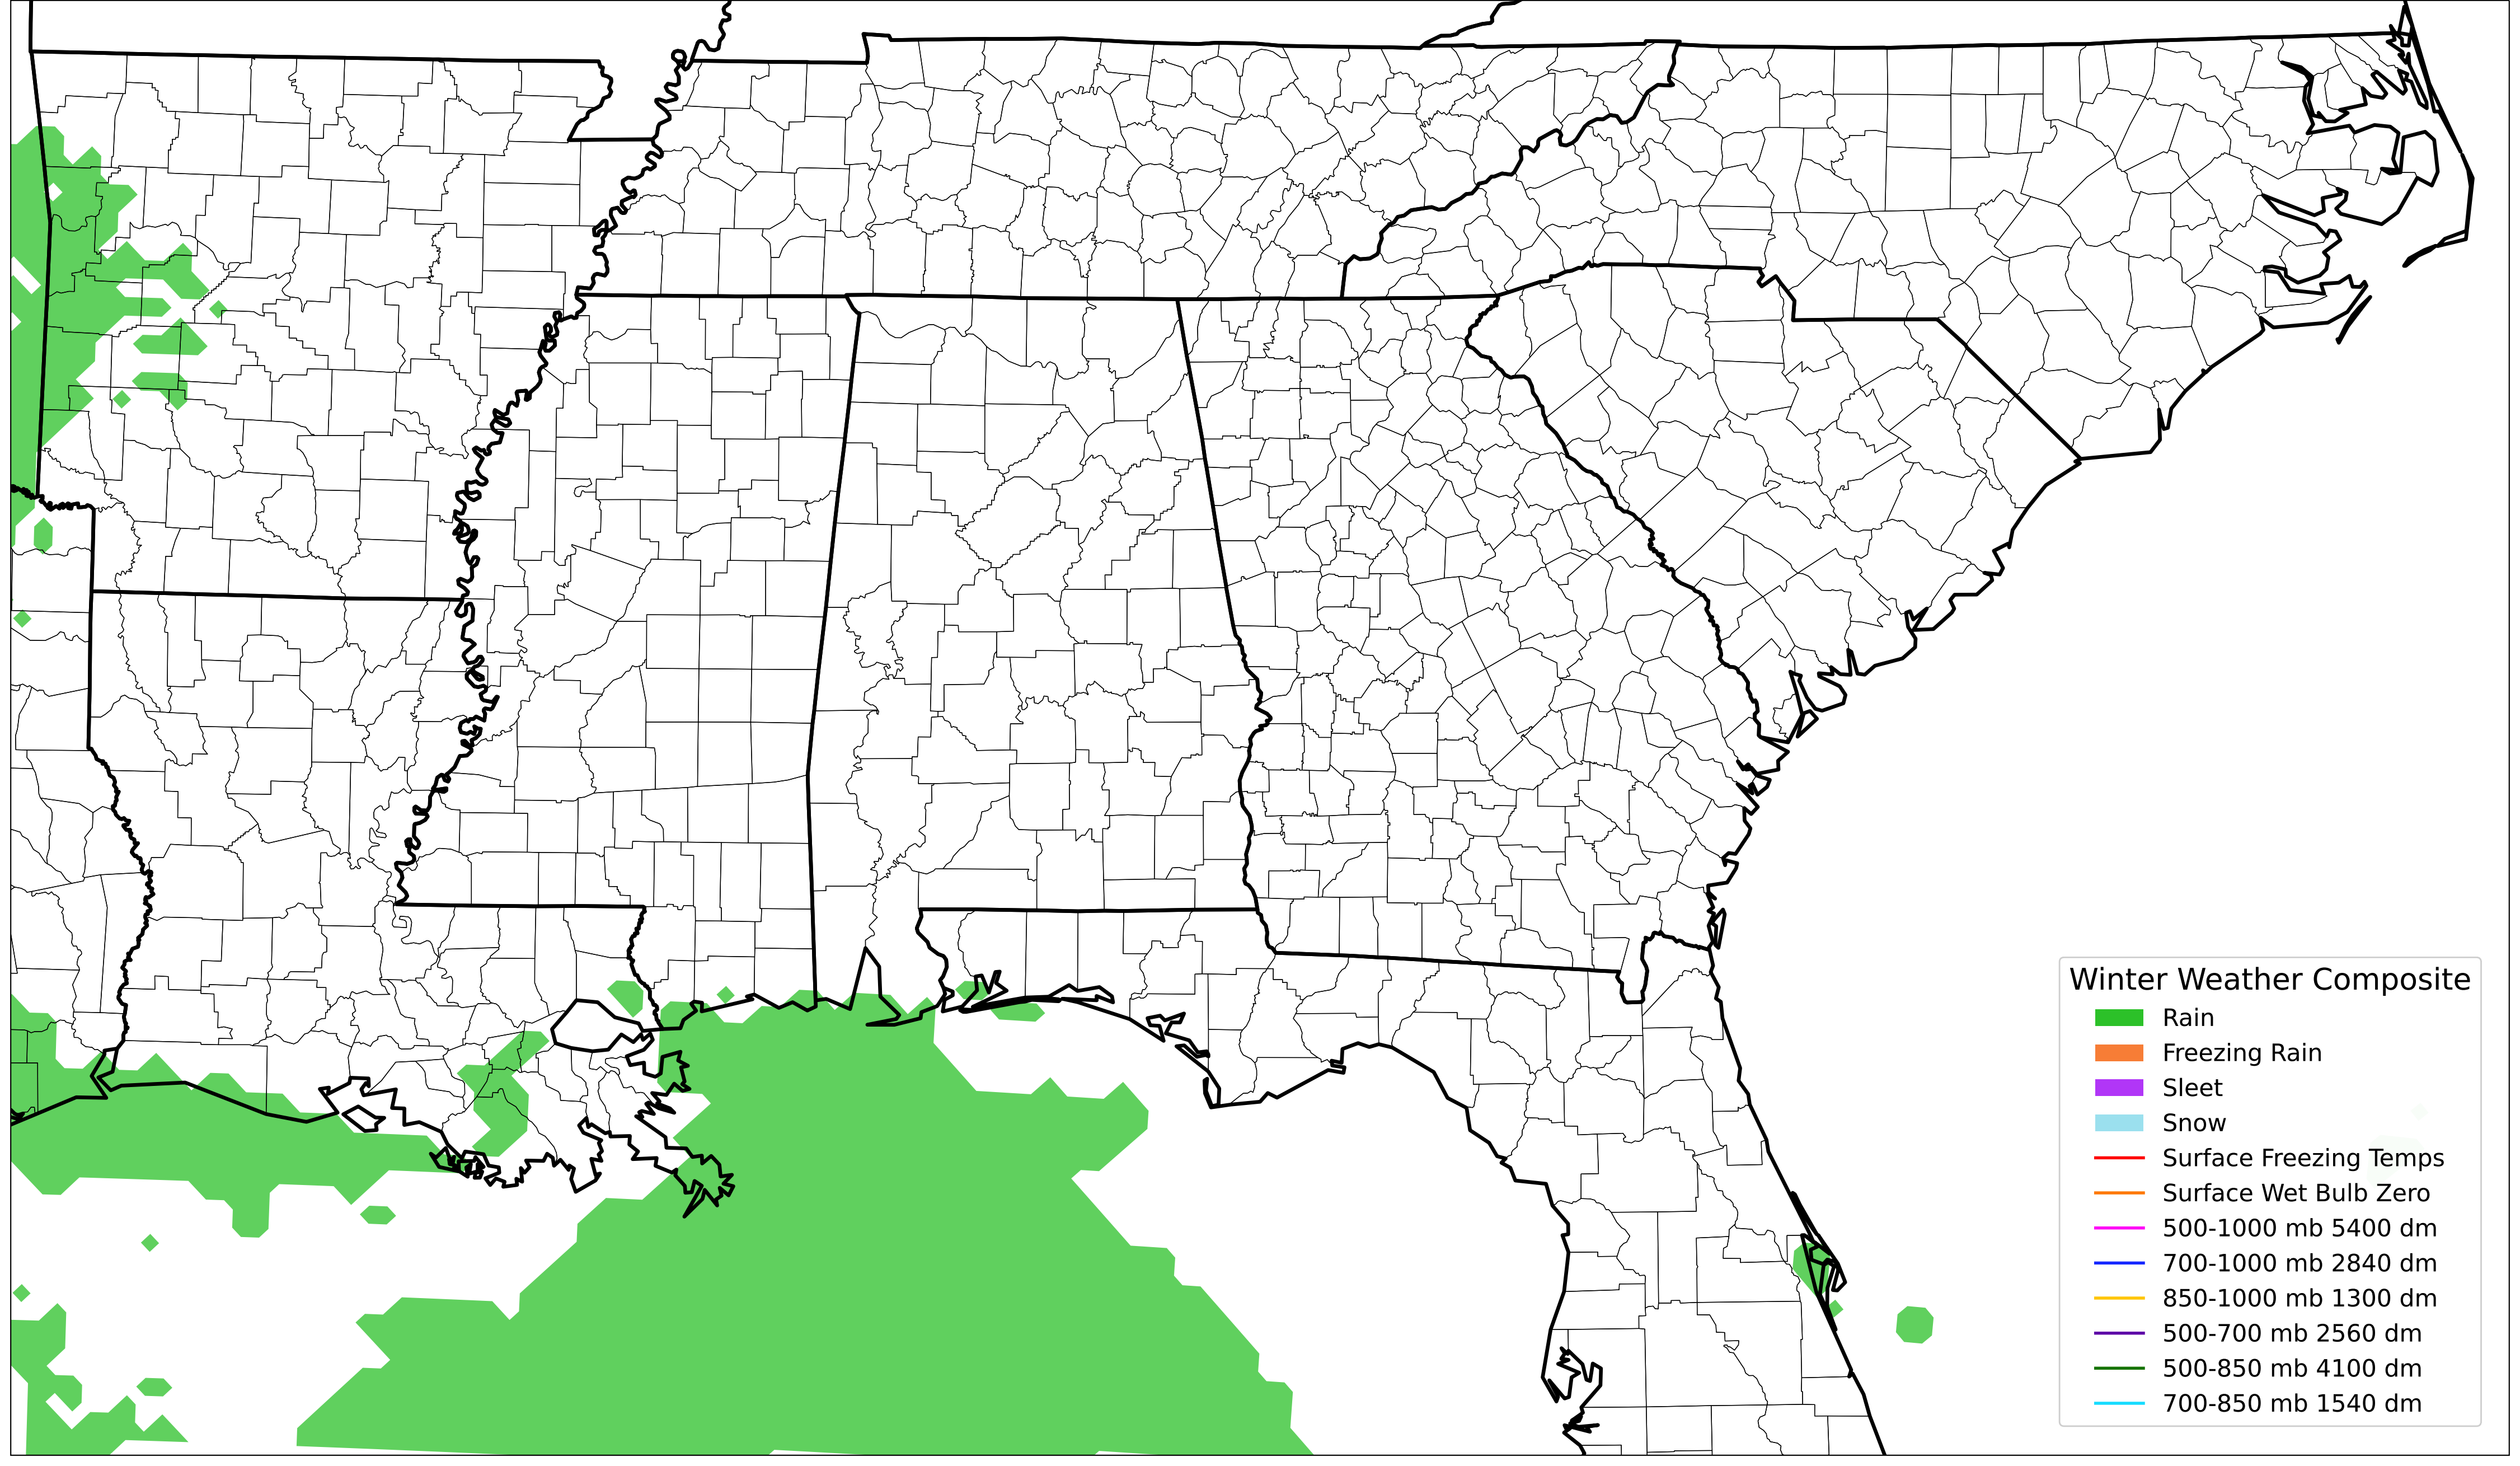 Winter Weather Composite
Rain
Freezing Rain
Sleet
Snow
Surface Freezing Temps
Surface Wet Bulb Zero
500-1000 mb 5400 dm
700-1000 mb 2840 dm
850-1000 mb 1300 dm
500-700 mb 2560 dm
500-850 mb 4100 dm
700-850 mb 1540 dm